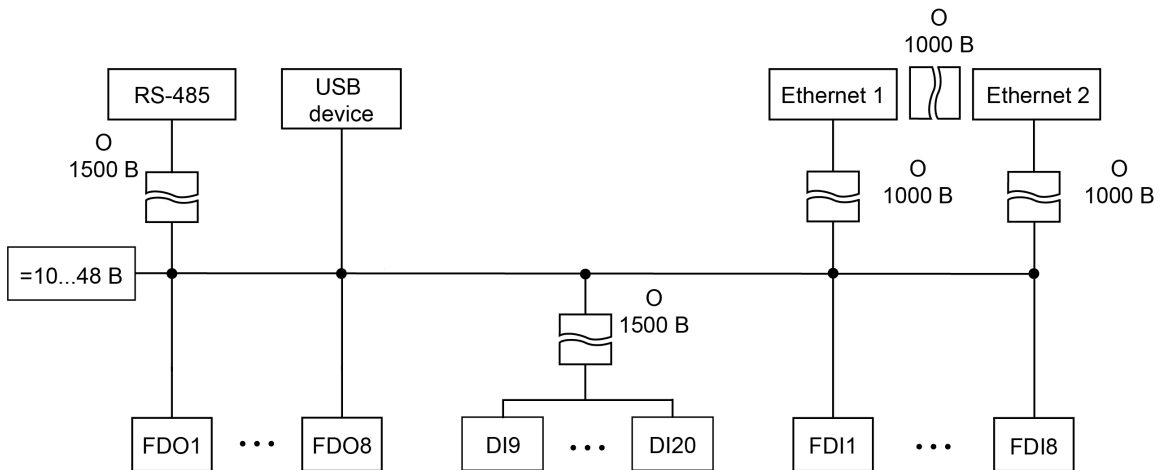 О
1000 В
RS-485
USB
device
Ethernet 1
Ethernet 2
О
1500 В
О
1000 В
О
1000 В
=10...48 В
О
1500 В
FDO1
...
FDO8
DI9
...
DI20
FDI1
...
FDI8